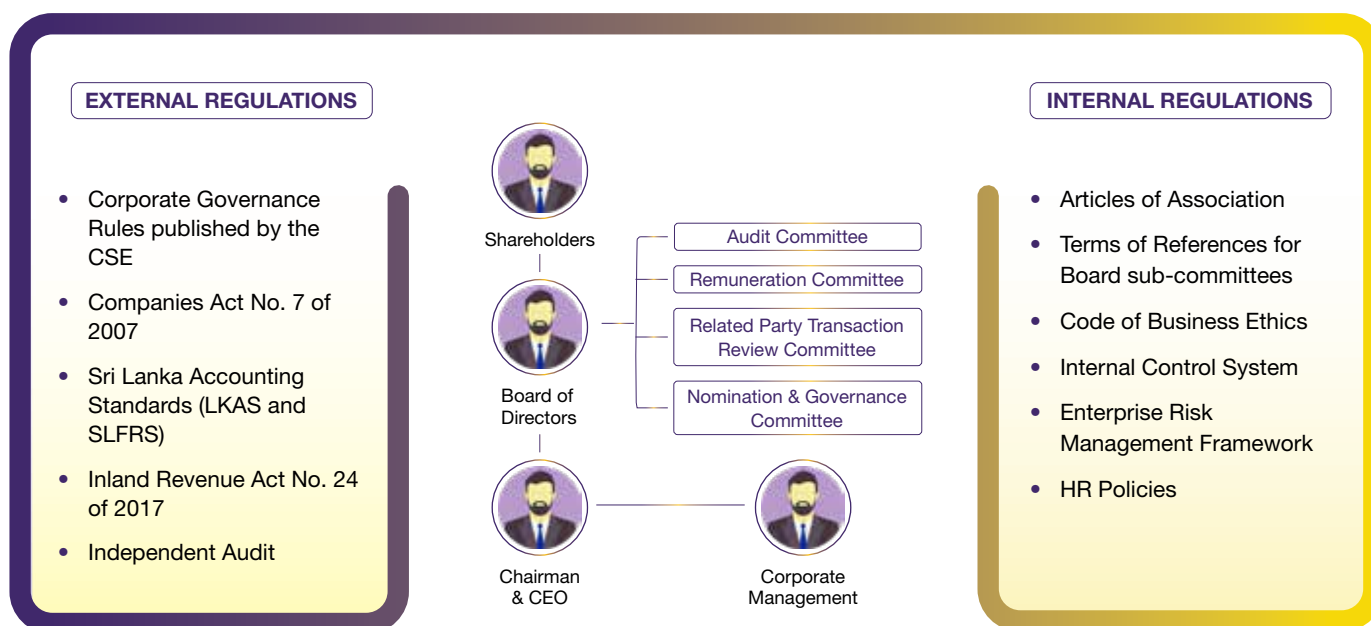 EXTERNAL REGULATIONS
• Corporate Governance
Rules published by the
CSE
• Companies Act No. 7 of
2007
• Sri Lanka Accounting
Standards (LKAS and
SLFRS)
• Inland Revenue Act No. 24
of 2017
• Independent Audit
Shareholders
Board of
Directors
Chairman
& CEO
Corporate
Management
Audit Committee
Remuneration Committee
Related Party Transaction
Review Committee
Nomination & Governance
Committee
INTERNAL REGULATIONS
• Articles of Association
• Terms of References for
Board sub-committees
• Code of Business Ethics
• Internal Control System
• Enterprise Risk
Management Framework
• HR Policies